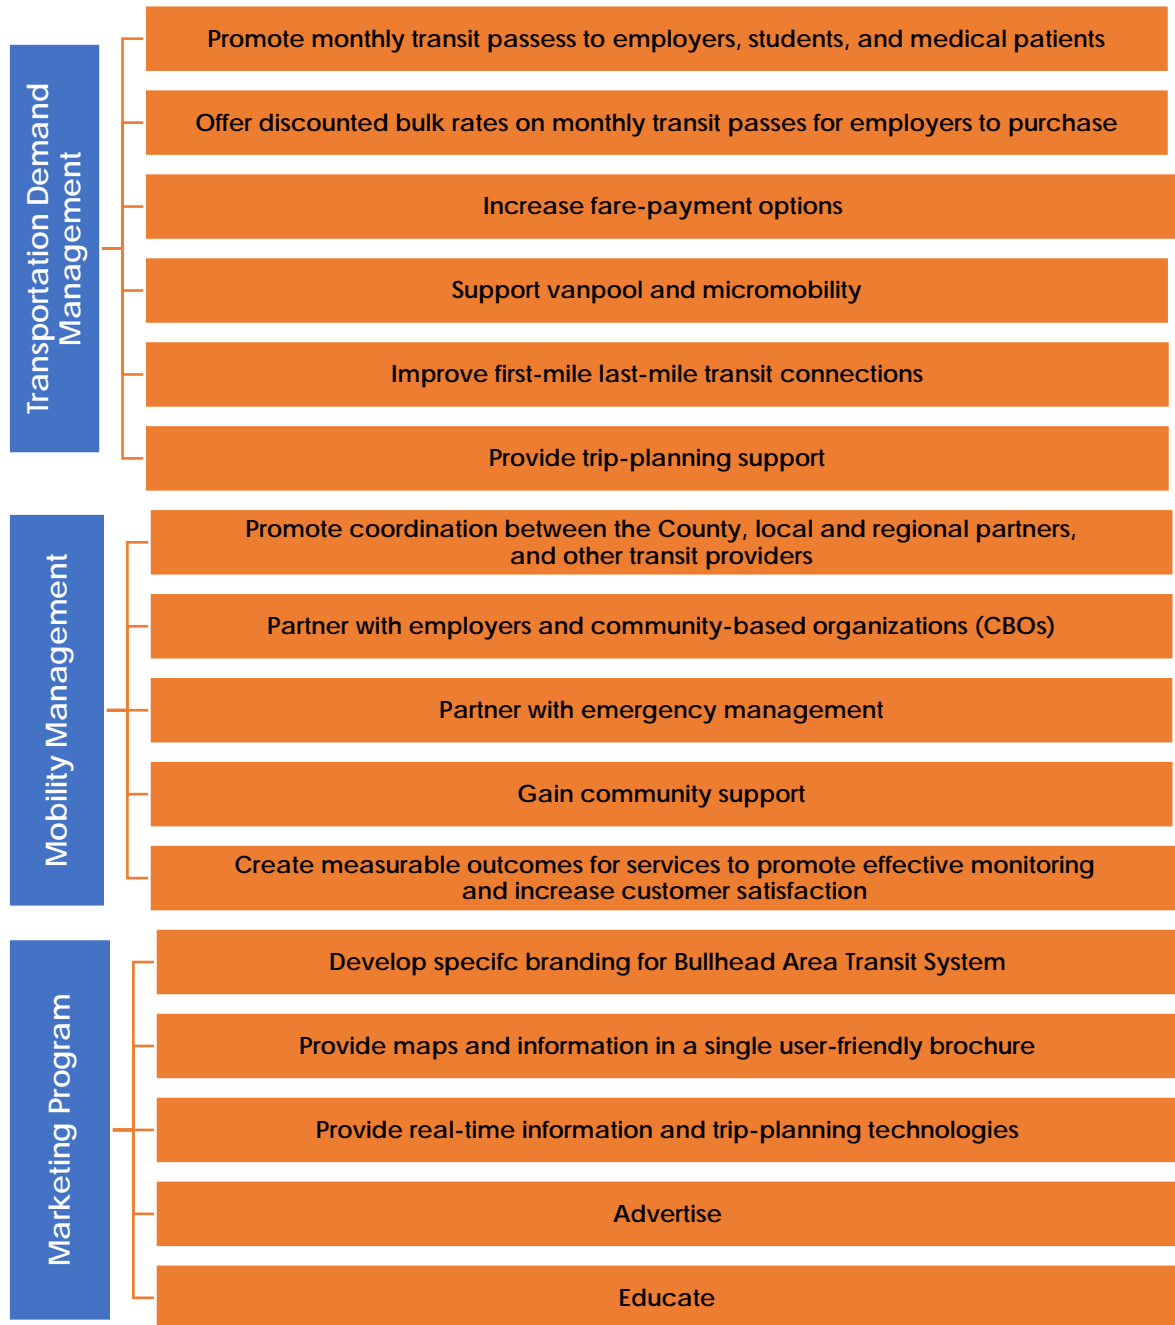 Transportation Demand
Management
Promote monthly transit passess to employers, students, and medical patients
Offer discounted bulk rates on monthly transit passes for employers to purchase
Increase fare-payment options
Support vanpool and micromobility
Improve first-mile last-mile transit connections
Provide trip-planning support
Mobility Management
Promote coordination between the County, local and regional partners,
and other transit providers
Partner with employers and community-based organizations (CBOs)
Partner with emergency management
Gain community support
Create measurable outcomes for services to promote effective monitoring
and increase customer satisfaction
Marketing Program
Develop specifc branding for Bullhead Area Transit System
Provide maps and information in a single user-friendly brochure
Provide real-time information and trip-planning technologies
Advertise
Educate